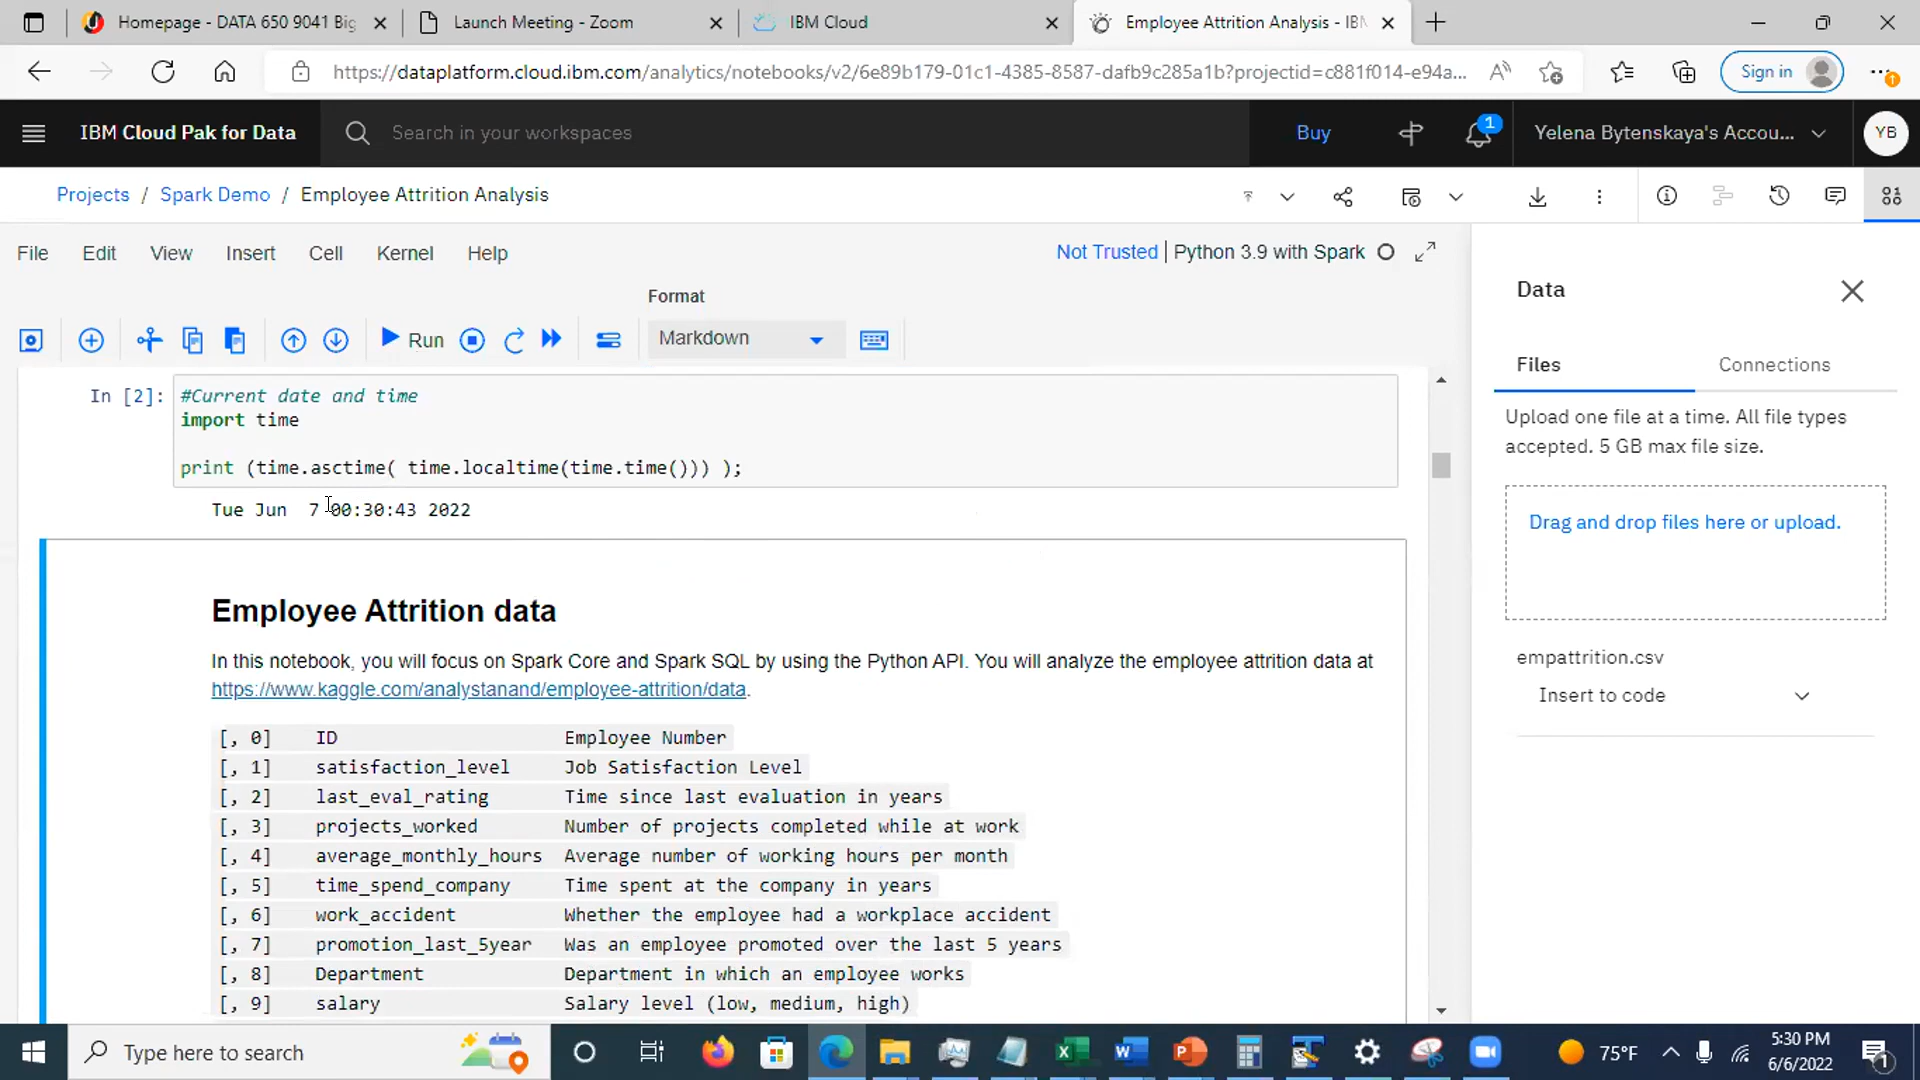 Homepage - DATA 650 9041 Big
Launch Meeting - Zoom
IBM Cloud
Employee Attrition Analysis - IBM
https://dataplatform.cloud.ibm.com/analytics/notebooks/v2/6e89b179-01c1-4385-8587-dafb9c285a1b?projectid=c881f014-e94a...
Sign in
IBM Cloud Pak for Data
Search in your workspaces
Buy
1
Yelena Bytenskaya's Accou...
YB
Projects / Spark Demo / Employee Attrition Analysis
File Edit View Insert Cell Kernel Help
Not Trusted | Python 3.9 with Spark
Format
Run
Markdown
In [2]: #Current date and time
import time
print (time.asctime( time.localtime(time.time())) );
Tue Jun  7 00:30:43 2022
Employee Attrition data
In this notebook, you will focus on Spark Core and Spark SQL by using the Python API. You will analyze the employee attrition data at
https://www.kaggle.com/analystanand/employee-attrition/data.
[, 0] ID Employee Number
[, 1] satisfaction_level Job Satisfaction Level
[, 2] last_eval_rating Time since last evaluation in years
[, 3] projects_worked Number of projects completed while at work
[, 4] average_monthly_hours Average number of working hours per month
[, 5] time_spend_company Time spent at the company in years
[, 6] work_accident Whether the employee had a workplace accident
[, 7] promotion_last_5year Was an employee promoted over the last 5 years
[, 8] Department Department in which an employee works
[, 9] salary Salary level (low, medium, high)
Data
Files Connections
Upload one file at a time. All file types
accepted. 5 GB max file size.
Drag and drop files here or upload.
empattrition.csv
Insert to code
Type here to search
75°F
5:30 PM
6/6/2022
1